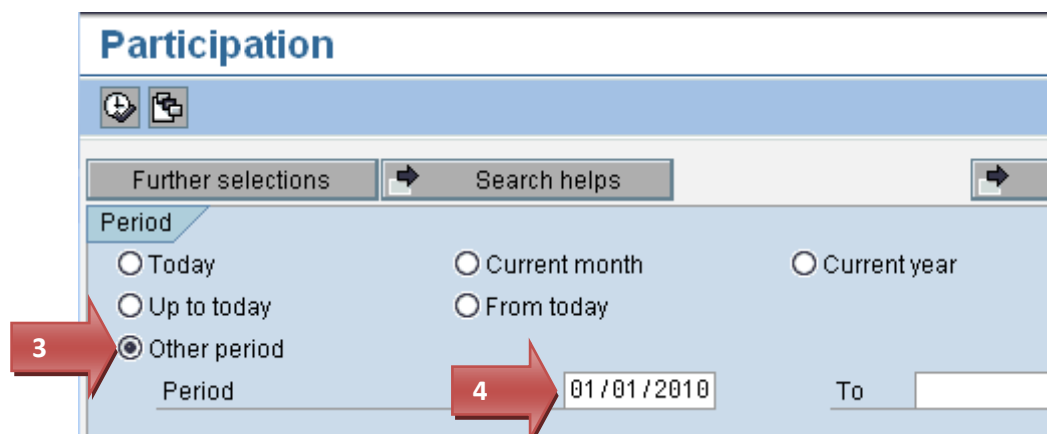 Participation
Further selections Search helps
Period
Today Current month Current year
Up to today From today
3 Other period
Period 4 01/01/2010 To